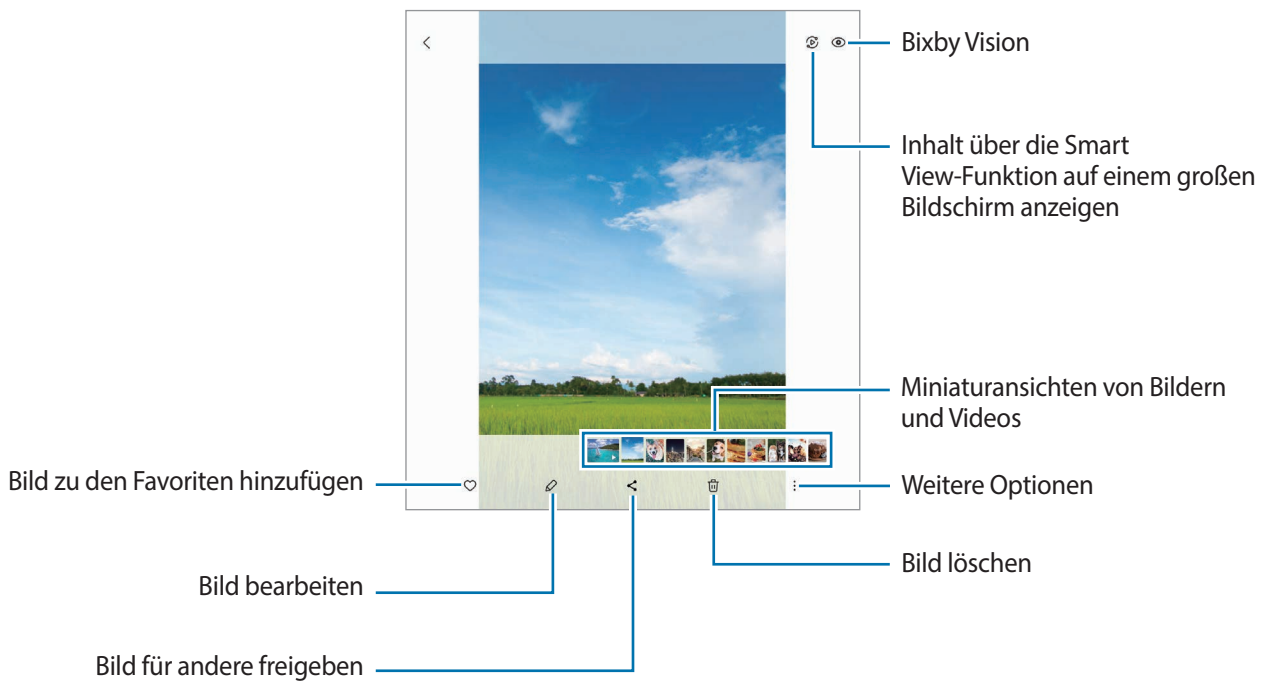 Bixby Vision
Inhalt über die Smart
View-Funktion auf einem großen
Bildschirm anzeigen
Miniaturansichten von Bildern
und Videos
Bild zu den Favoriten hinzufügen
Weitere Optionen
Bild löschen
Bild bearbeiten
Bild für andere freigeben